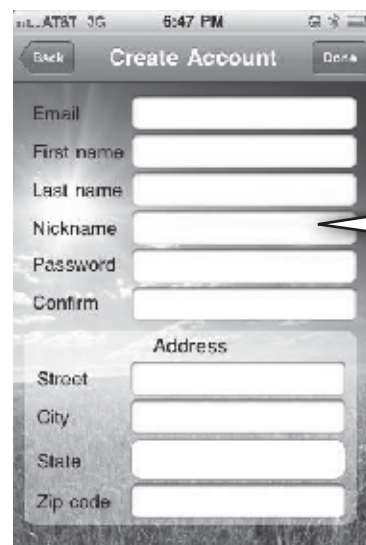 AT&T 3G 6:47 PM
Back Create Account Done
Email
First name
Last name
Nickname
Password
Confirm
Address
Street
City
State
Zip code